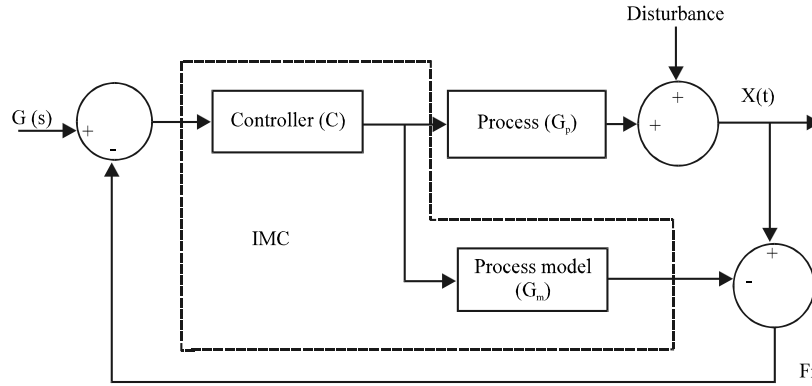 Disturbance
G (s)
+
-
Controller (C)
Process (Gₚ)
+
+
X(t)
IMC
Process model
(Gₘ)
+
-
F